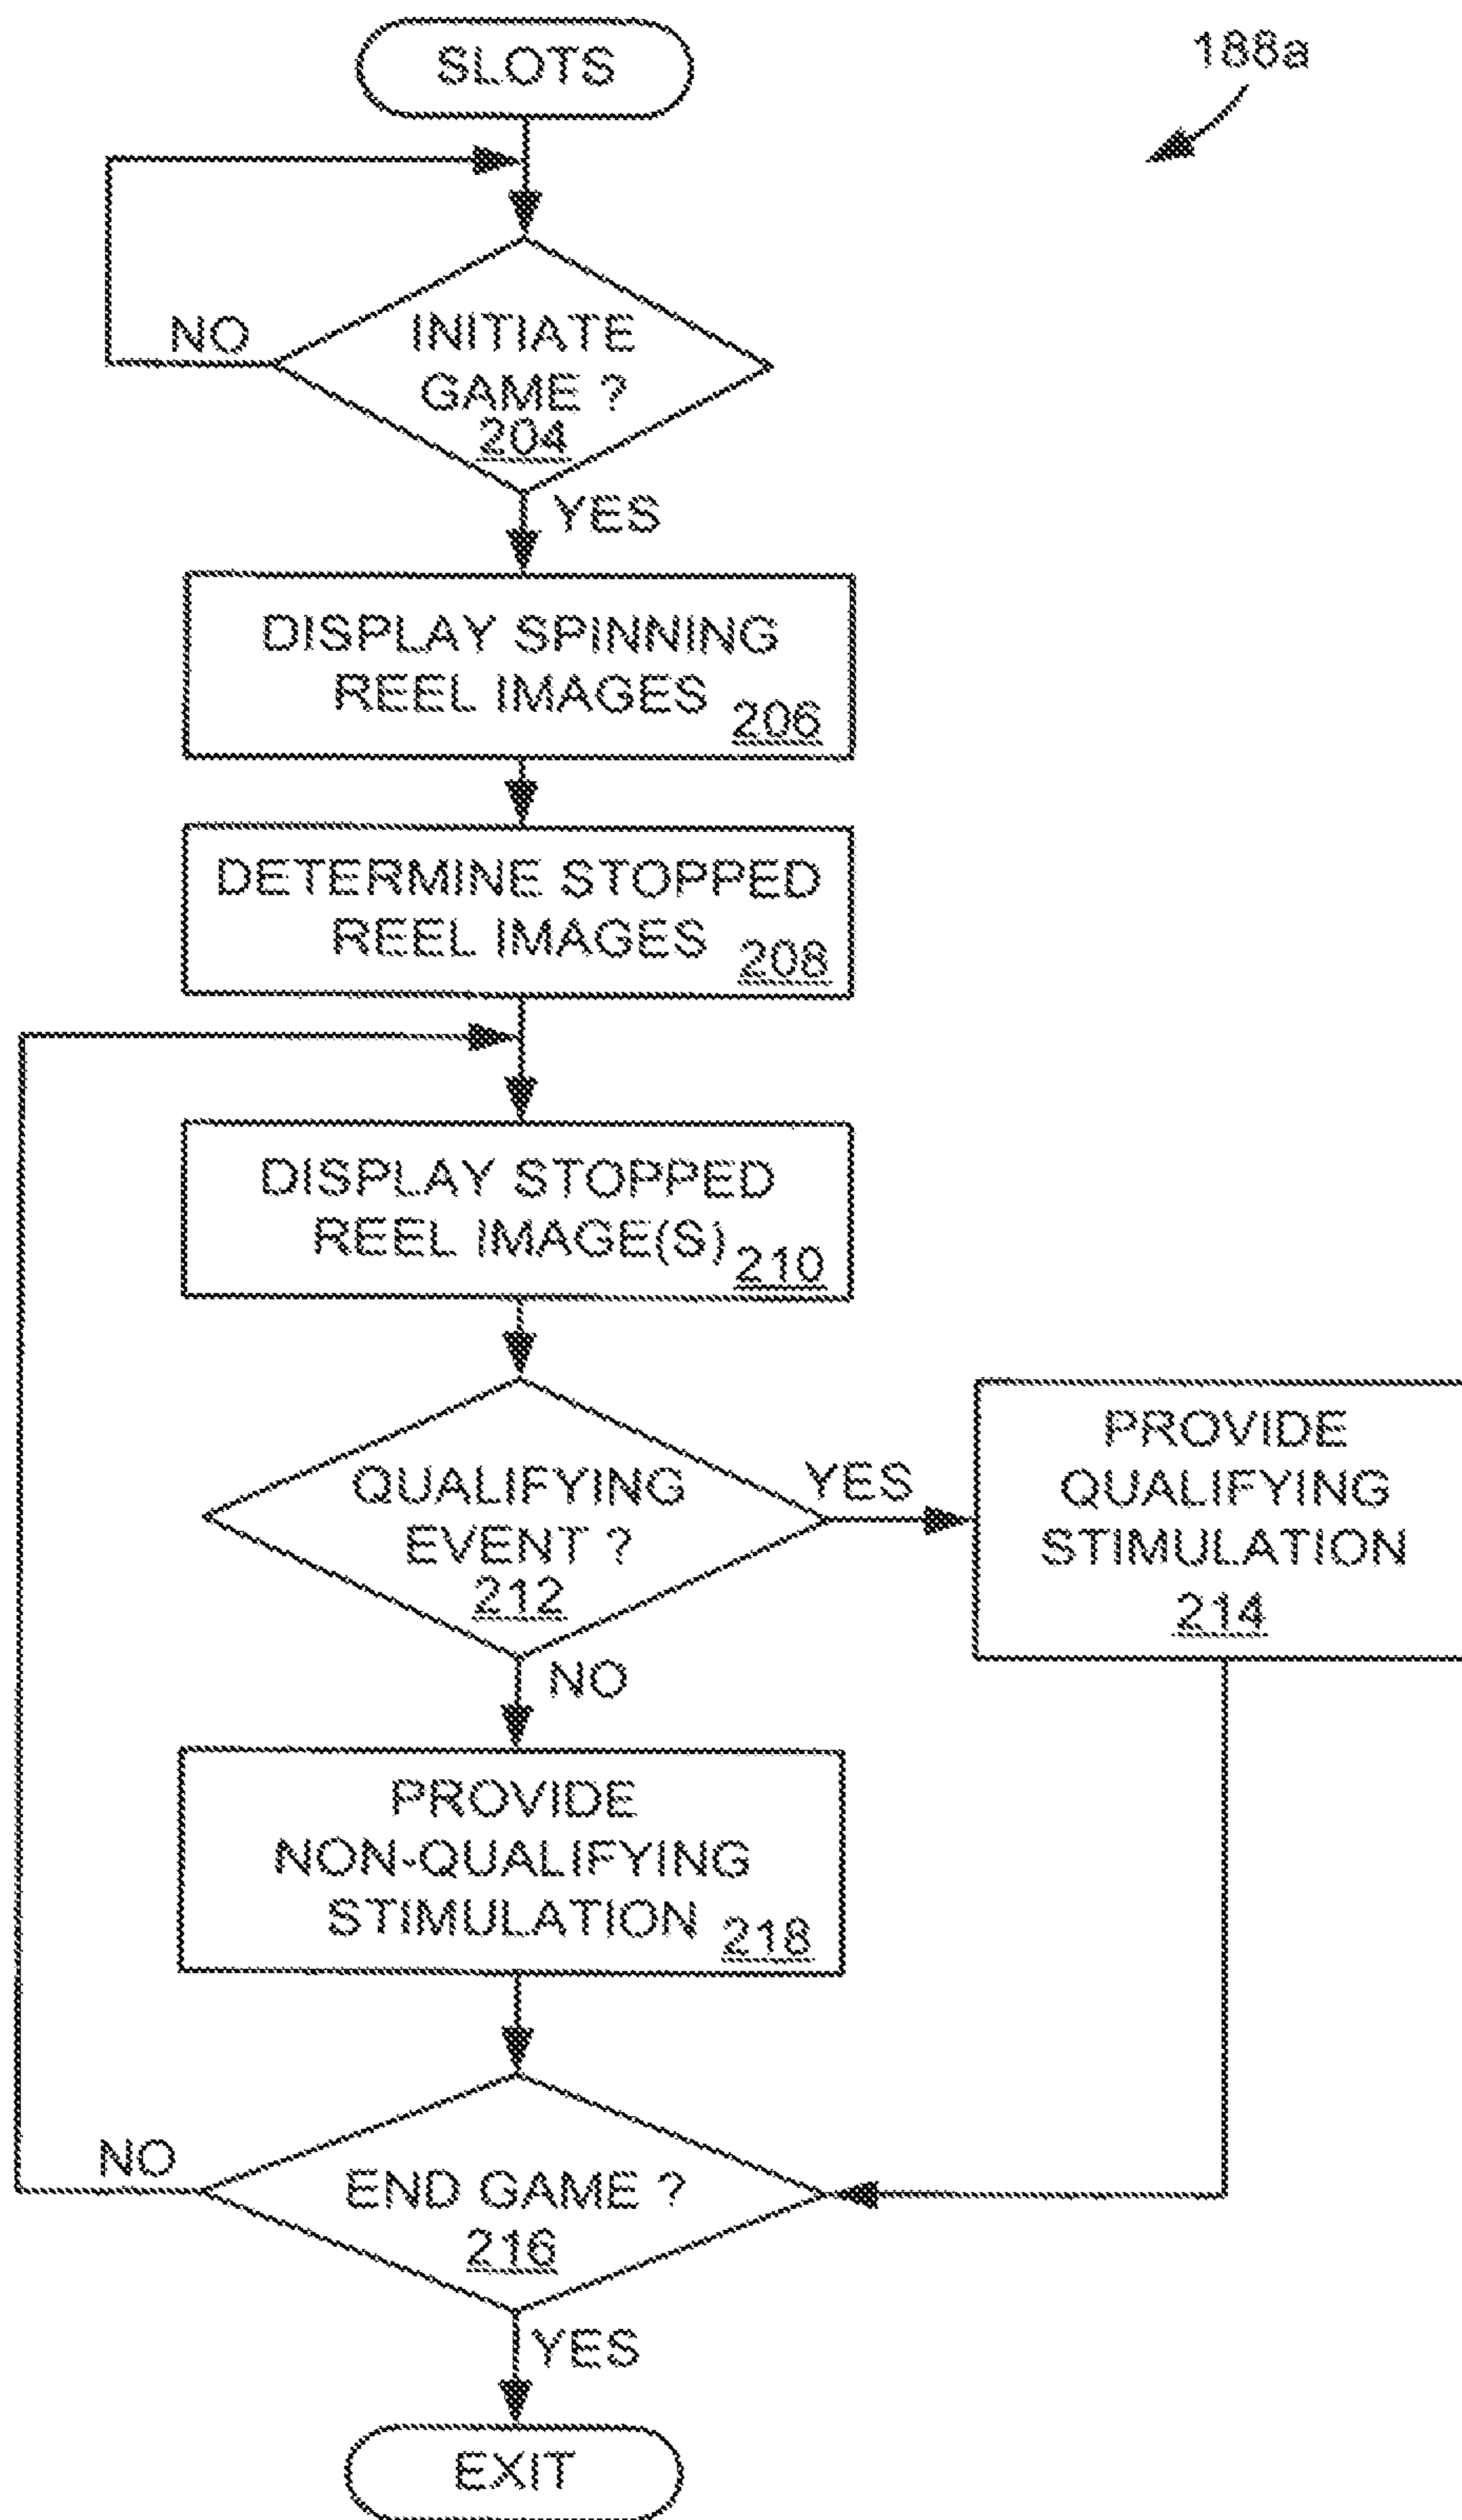 SLOTS
188a
INITIATE
GAME ?
204
NO
YES
DISPLAY SPINNING
REEL IMAGES
206
DETERMINE STOPPED
REEL IMAGES
208
DISPLAY STOPPED
REEL IMAGE(S)
210
QUALIFYING
EVENT ?
212
YES
PROVIDE
QUALIFYING
STIMULATION
214
NO
PROVIDE
NON-QUALIFYING
STIMULATION
218
NO
END GAME ?
216
YES
EXIT